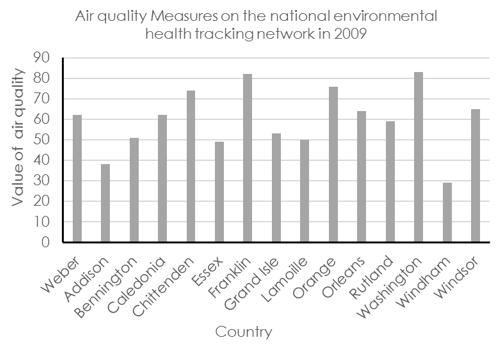 Air quality Measures on the national environmental
health tracking network in 2009
Value of air quality
90
80
70
60
50
40
30
20
10
0
Weber
Addison
Bennington
Caledonia
Chittenden
Essex
Franklin
Grand Isle
Lamoille
Orange
Orleans
Rutland
Washington
Windham
Windsor
Country